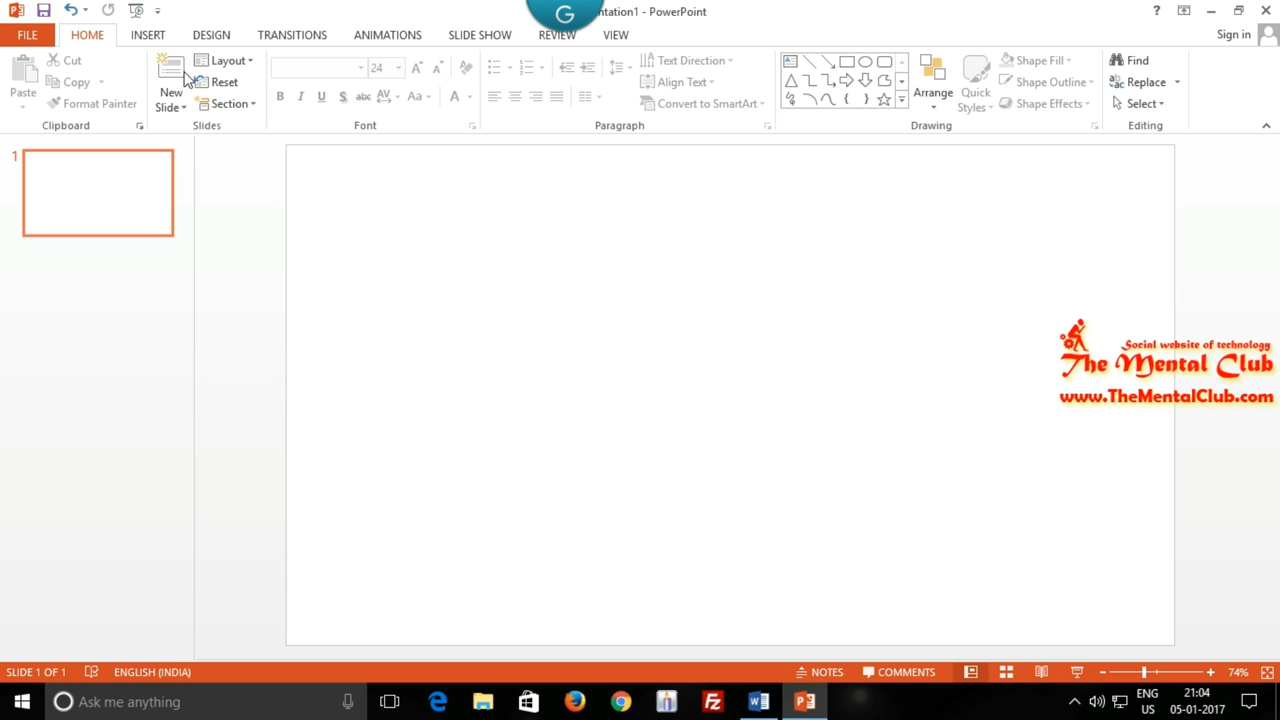 ntation1 - PowerPoint
?
FILE HOME INSERT DESIGN TRANSITIONS ANIMATIONS SLIDE SHOW REVIEW VIEW Sign in
Paste
Cut
Copy
Format Painter
Clipboard
New Slide
Layout
Reset
Section
Slides
24
B I U S abc AV Aa A
Font
Text Direction
Align Text
Convert to SmartArt
Paragraph
Arrange
Quick Styles
Shape Fill
Shape Outline
Shape Effects
Drawing
Find
Replace
Select
Editing
1
Social website of technology
The Mental Club
www.TheMentalClub.com
SLIDE 1 OF 1 ENGLISH (INDIA) NOTES COMMENTS 74%
Ask me anything
ENG 21:04
US 05-01-2017